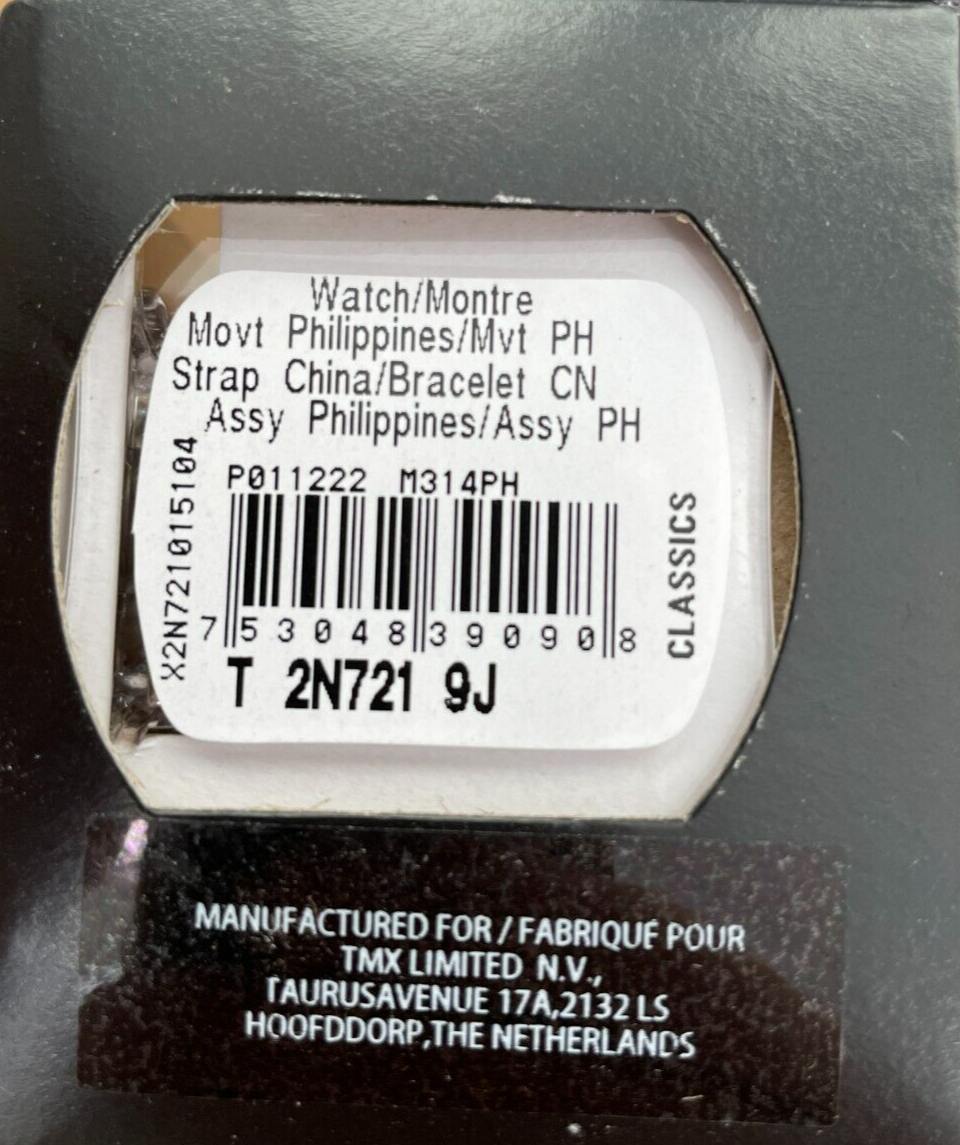 Watch/Montre
Movt Philippines/Mvt PH
Strap China/Bracelet CN
Assy Philippines/Assy PH
X2N721015104
P011222 M314PH
7 53048 39090 8
CLASSICS
T 2N721 9J
MANUFACTURED FOR / FABRIQUE POUR
TMX LIMITED N.V.,
TAURUSAVENUE 17A,2132 LS
HOOFDDORP,THE NETHERLANDS